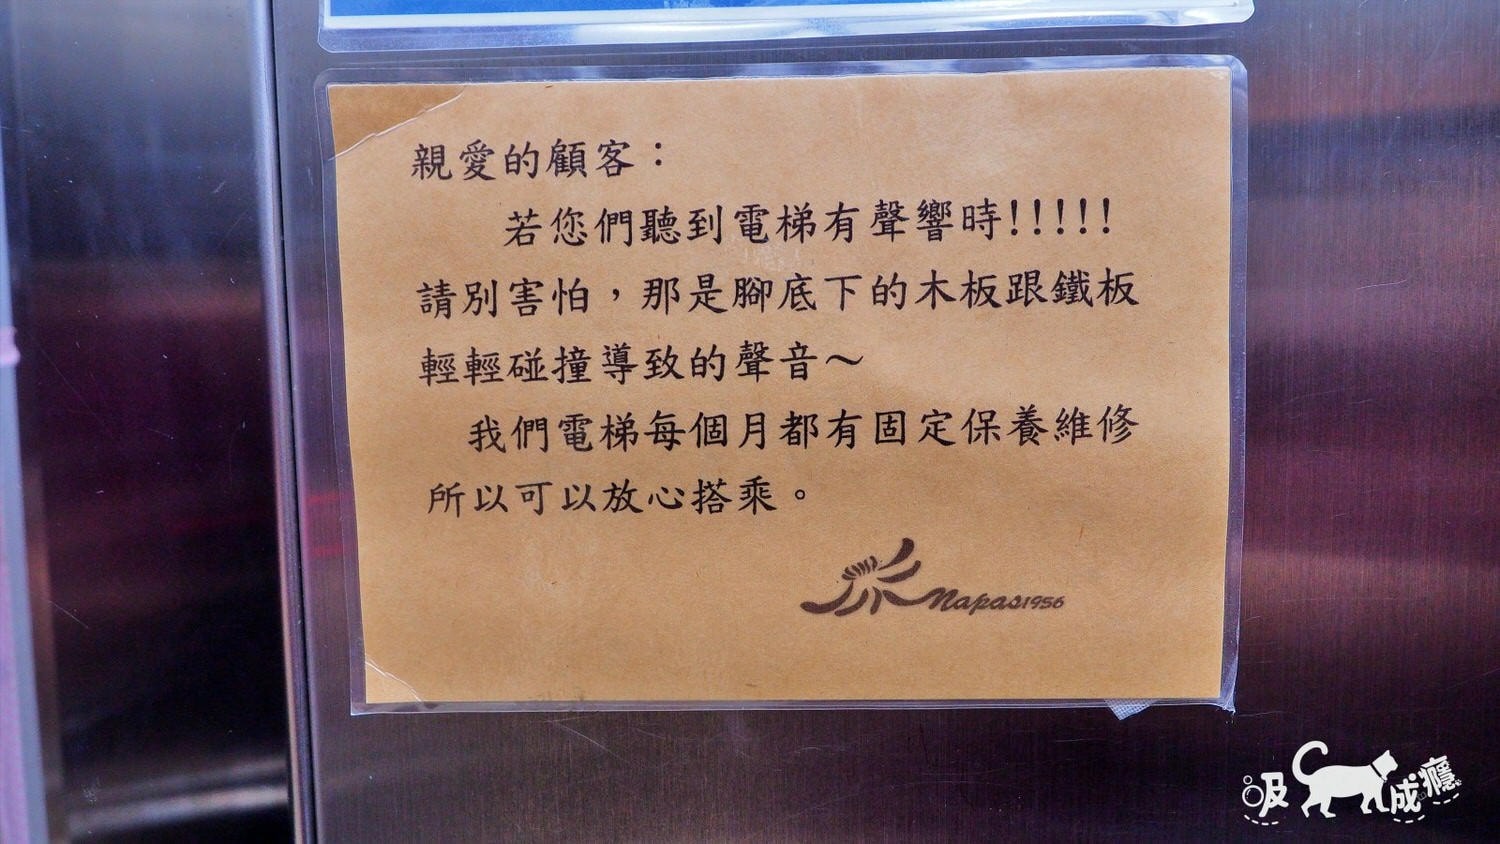 親愛的顧客：
若您們聽到電梯有聲響時!!!!!
請別害怕，那是腳底下的木板跟鐵板
輕輕碰撞導致的聲音～
我們電梯每個月都有固定保養維修
所以可以放心搭乘。
Napas1956
吸成癮